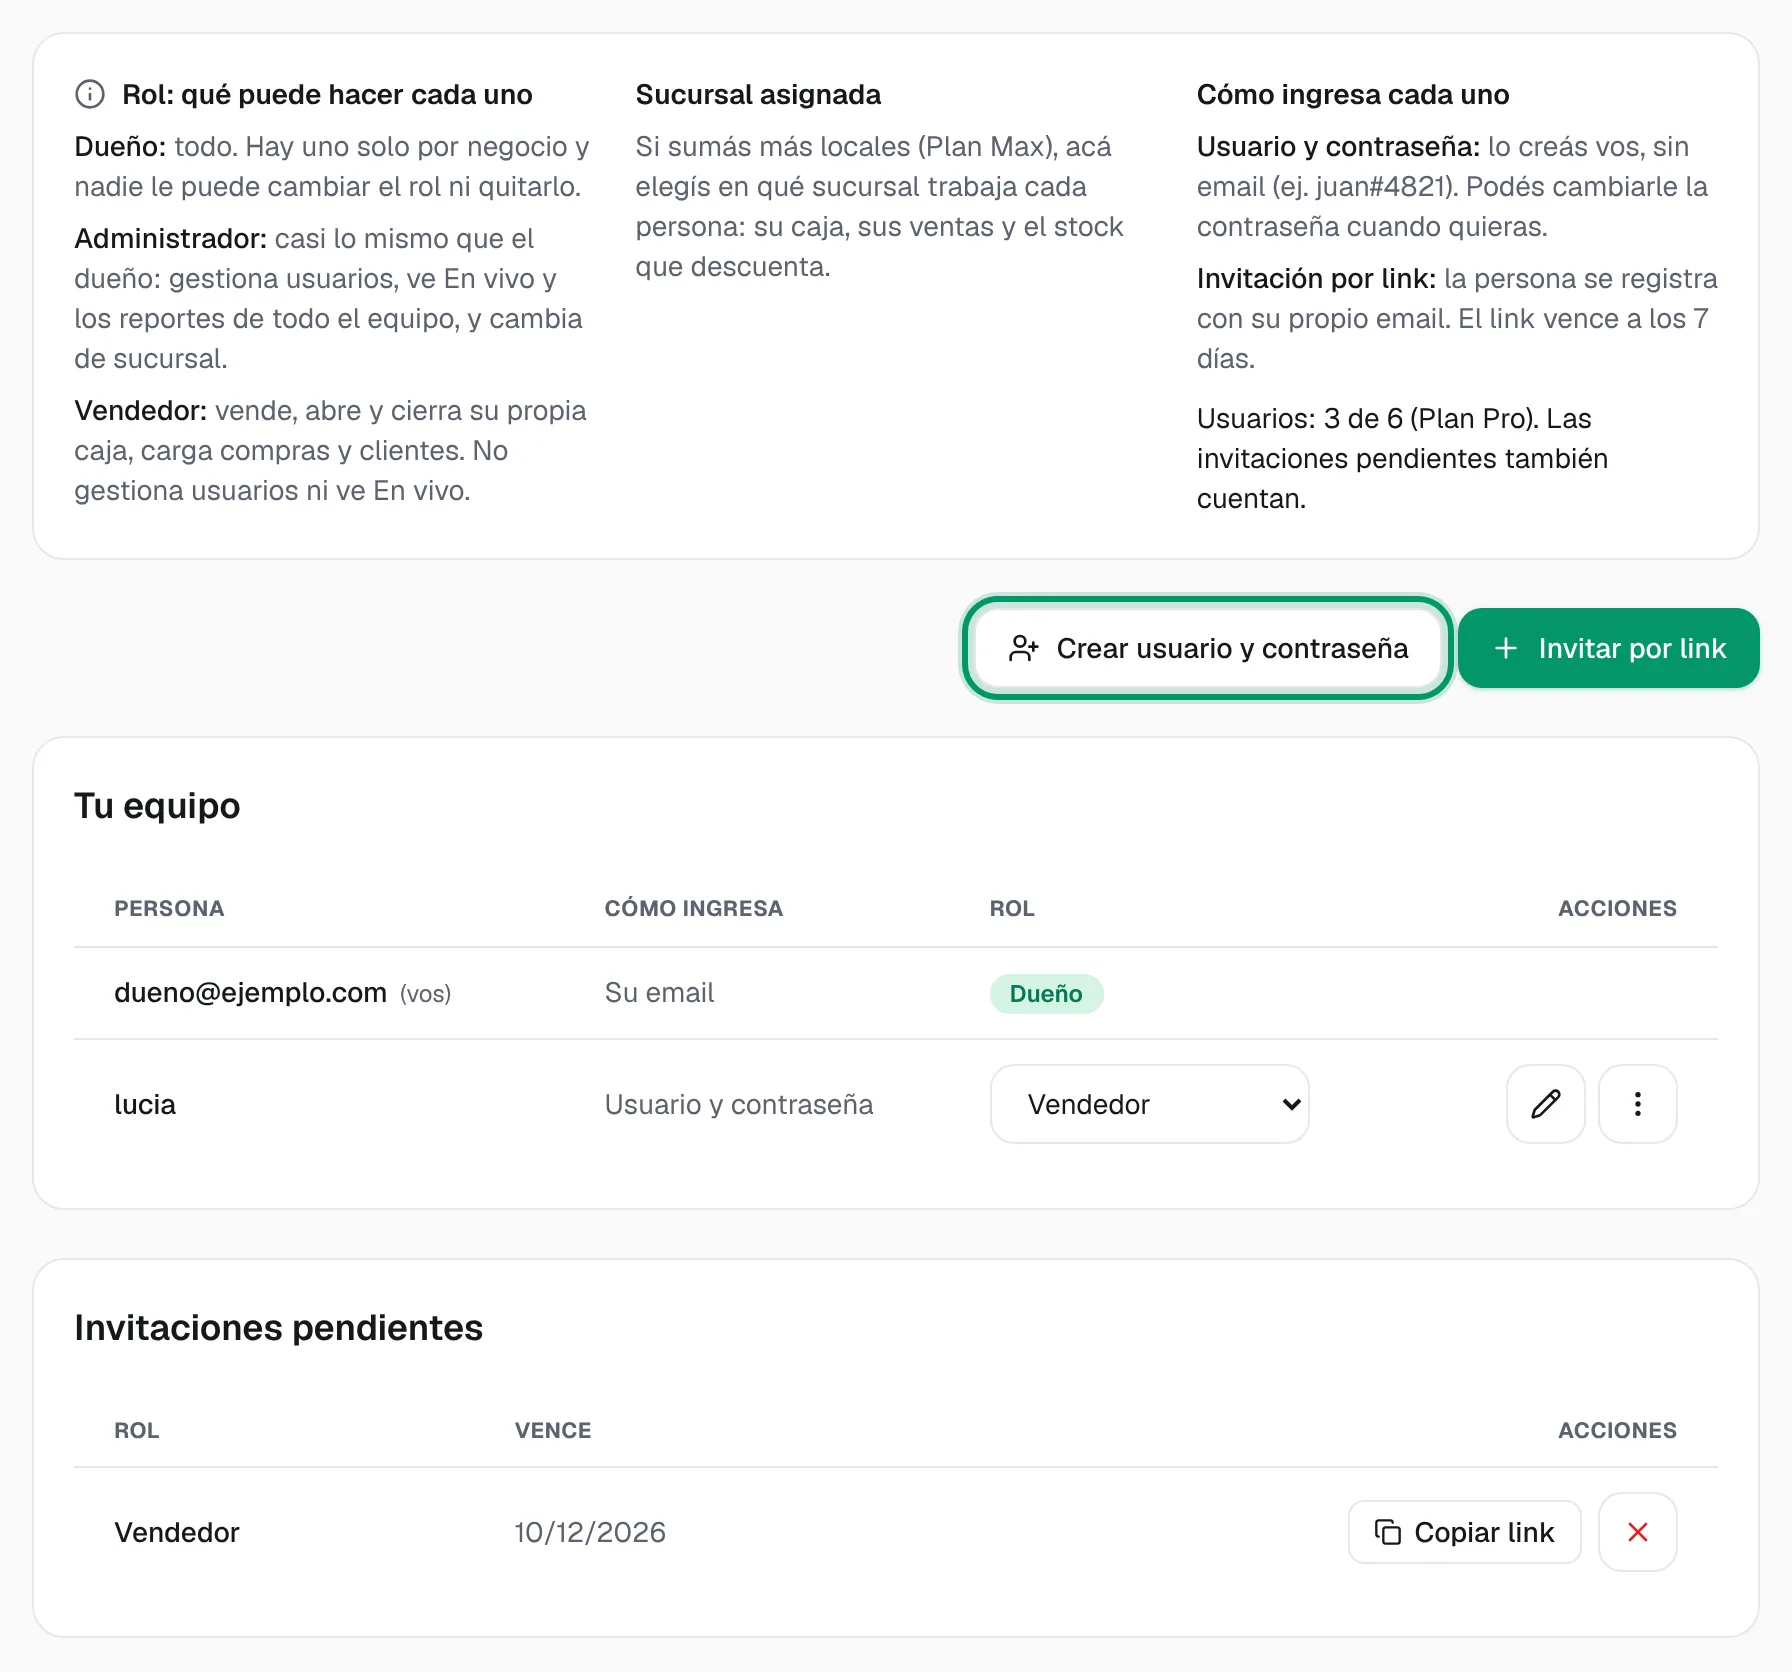 Rol: qué puede hacer cada uno
Dueño: todo. Hay uno solo por negocio y
nadie le puede cambiar el rol ni quitarlo.
Administrador: casi lo mismo que el
dueño: gestiona usuarios, ve En vivo y
los reportes de todo el equipo, y cambia
de sucursal.
Vendedor: vende, abre y cierra su propia
caja, carga compras y clientes. No
gestiona usuarios ni ve En vivo.
Sucursal asignada
Si sumás más locales (Plan Max), acá
elegís en qué sucursal trabaja cada
persona: su caja, sus ventas y el stock
que descuenta.
Cómo ingresa cada uno
Usuario y contraseña: lo creás vos, sin
email (ej. juan#4821). Podés cambiarle la
contraseña cuando quieras.
Invitación por link: la persona se registra
con su propio email. El link vence a los 7
días.
Usuarios: 3 de 6 (Plan Pro). Las
invitaciones pendientes también
cuentan.
Crear usuario y contraseña
Invitar por link
Tu equipo
PERSONA CÓMO INGRESA ROL ACCIONES
dueno@ejemplo.com (vos) Su email Dueño
lucia Usuario y contraseña Vendedor
Invitaciones pendientes
ROL VENCE ACCIONES
Vendedor 10/12/2026 Copiar link